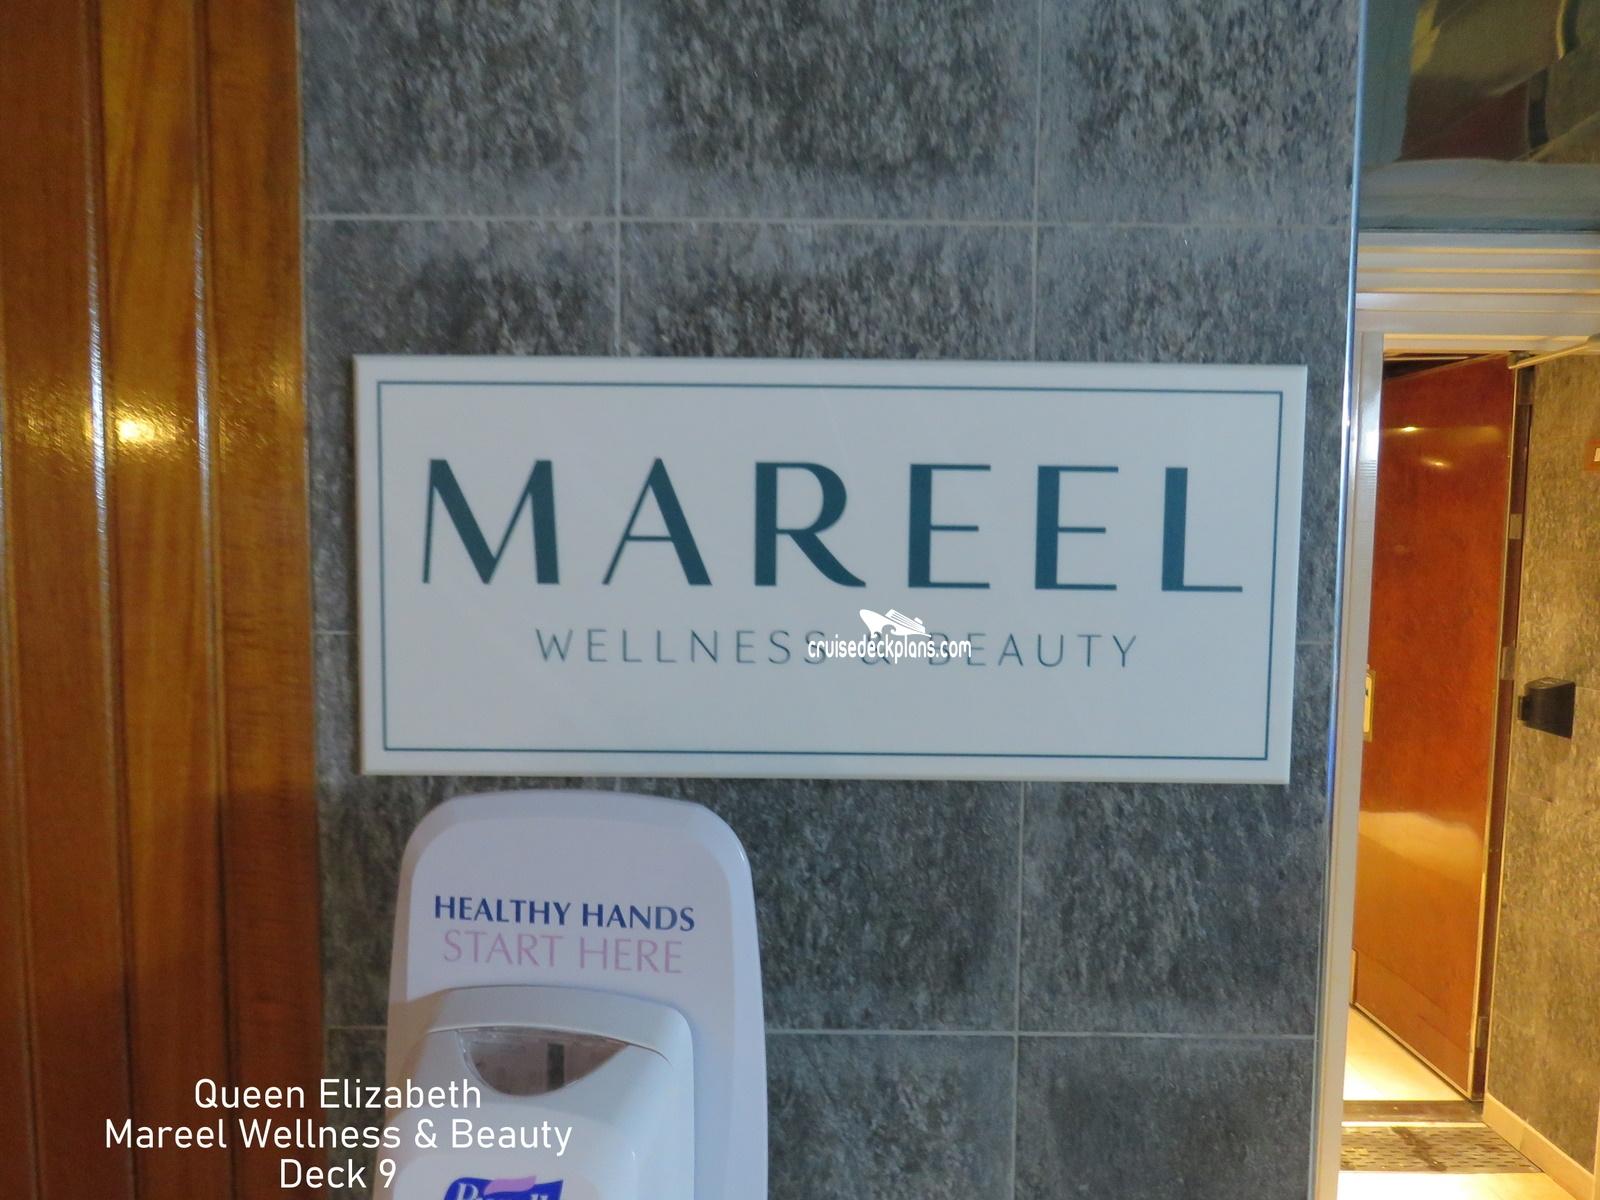 MAREEL
WELLNESS & BEAUTY
cruisedeckplans.com
HEALTHY HANDS
START HERE
Queen Elizabeth
Mareel Wellness & Beauty
Deck 9